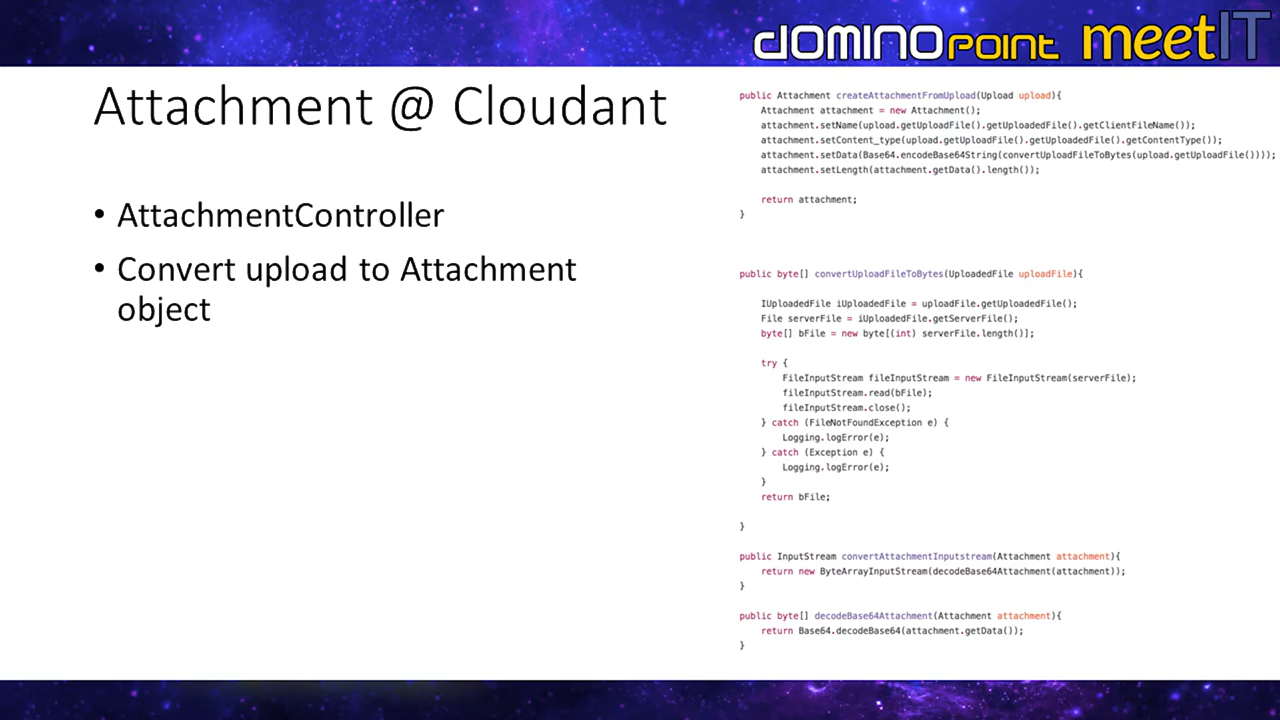 DOMINO POINT meetIT
Attachment @ Cloudant
• AttachmentController
• Convert upload to Attachment
object
public Attachment createAttachmentFromUpload(Upload upload){
Attachment attachment = new Attachment();
attachment.setName(upload.getUploadFile().getUploadedFile().getClientFileName());
attachment.setContent_type(upload.getUploadFile().getUploadedFile().getContentType());
attachment.setData(Base64.encodeBase64String(convertUploadFileToBytes(upload.getUploadFile())));
attachment.setLength(attachment.getData().length());
return attachment;
}
public byte[] convertUploadFileToBytes(UploadedFile uploadFile){
IUploadedFile iUploadedFile = uploadFile.getUploadedFile();
File serverFile = iUploadedFile.getServerFile();
byte[] bFile = new byte[(int) serverFile.length()];
try {
FileInputStream fileInputStream = new FileInputStream(serverFile);
fileInputStream.read(bFile);
fileInputStream.close();
} catch (FileNotFoundException e) {
Logging.logError(e);
} catch (Exception e) {
Logging.logError(e);
}
return bFile;
}
public InputStream convertAttachmentInputstream(Attachment attachment){
return new ByteArrayInputStream(decodeBase64Attachment(attachment));
}
public byte[] decodeBase64Attachment(Attachment attachment){
return Base64.decodeBase64(attachment.getData());
}